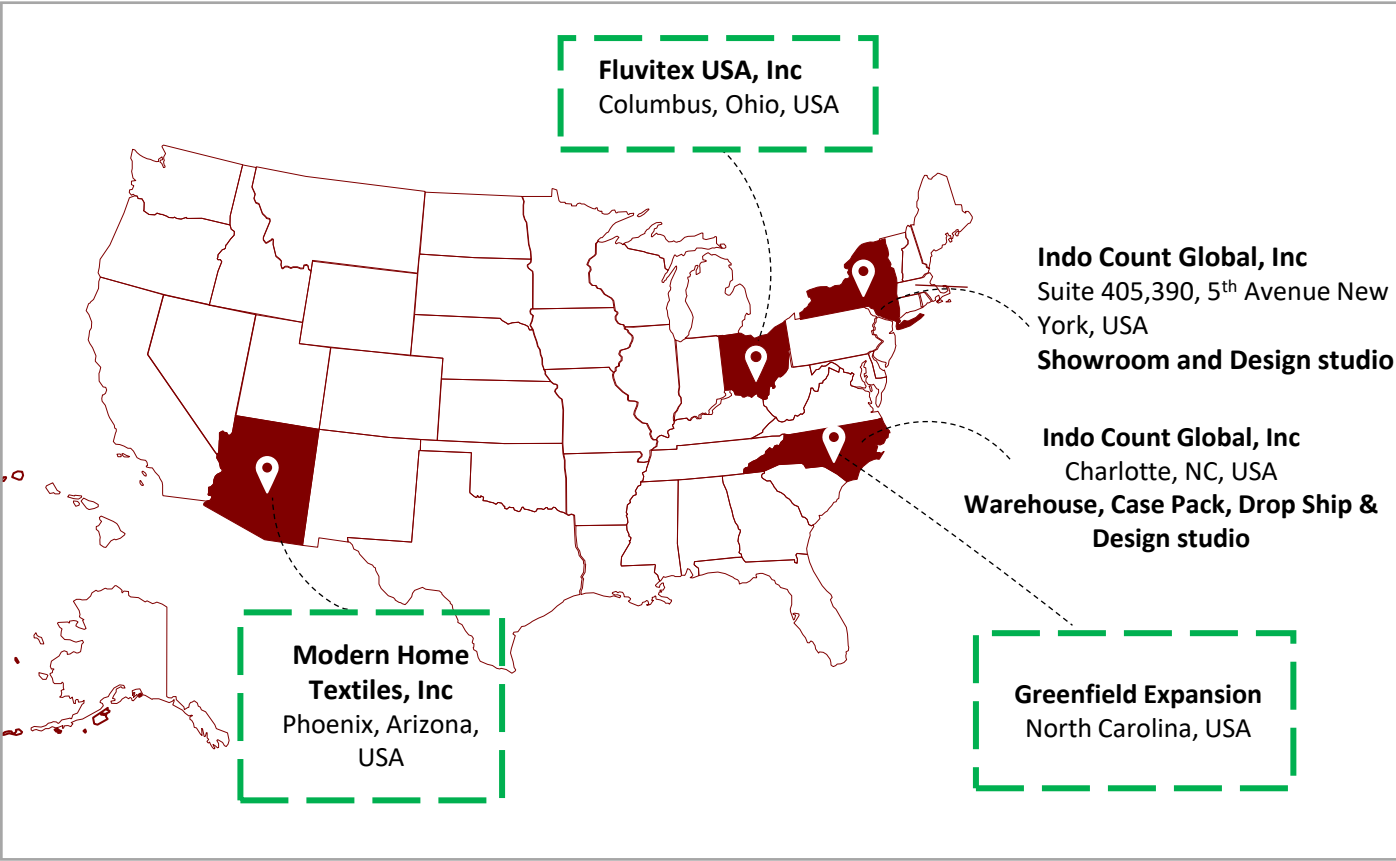 Fluvitex USA, Inc
Columbus, Ohio, USA
Indo Count Global, Inc
Suite 405,390, 5th Avenue New
York, USA
Showroom and Design studio
Indo Count Global, Inc
Charlotte, NC, USA
Warehouse, Case Pack, Drop Ship &
Design studio
Modern Home
Textiles, Inc
Phoenix, Arizona,
USA
Greenfield Expansion
North Carolina, USA